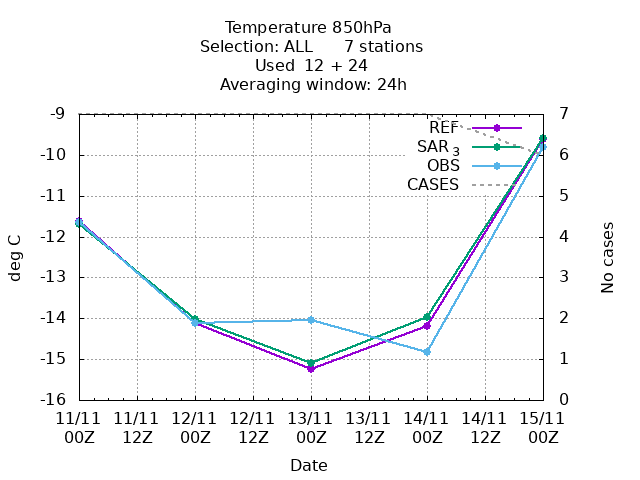 Temperature 850hPa
Selection: ALL 7 stations
Used 12 + 24
Averaging window: 24h
-9
-10
-11
-12
-13
-14
-15
-16
deg C
7
6
5
4
3
2
1
0
No cases
REF
SAR 3
OBS
CASES
11/11 11/11 12/11 12/11 13/11 13/11 14/11 14/11 15/11
00Z 12Z 00Z 12Z 00Z 12Z 00Z 12Z 00Z
Date